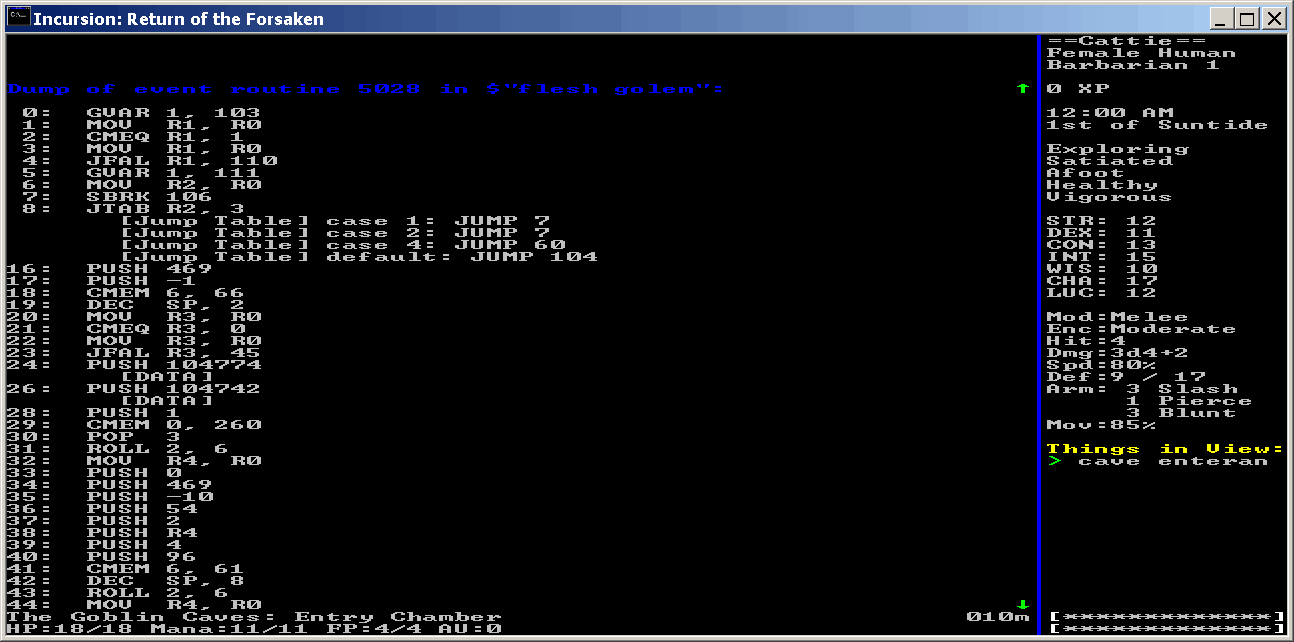 Incursion: Return of the Forsaken
Dump of event routine 5028 in $"flesh golem":
0: GVAR 1, 103
1: MOV R1, R0
2: CMEQ R1, 1
3: MOV R1, R0
4: JFAL R1, 110
5: GVAR 1, 111
6: MOV R2, R0
7: SBRK 106
8: JTAB R2, 3
[Jump Table] case 1: JUMP 7
[Jump Table] case 2: JUMP 7
[Jump Table] case 4: JUMP 60
[Jump Table] default: JUMP 104
16: PUSH 469
17: PUSH -1
18: CMEM 6, 66
19: DEC SP, 2
20: MOV R3, R0
21: CMEQ R3, 0
22: MOV R3, R0
23: JFAL R3, 45
24: PUSH 104774
[DATA]
26: PUSH 104742
[DATA]
28: PUSH 1
29: CMEM 0, 260
30: POP 3
31: ROLL 2, 6
32: MOV R4, R0
33: PUSH 0
34: PUSH 469
35: PUSH -10
36: PUSH 54
37: PUSH 2
38: PUSH R4
39: PUSH 4
40: PUSH 96
41: CMEM 6, 61
42: DEC SP, 8
43: ROLL 2, 6
44: MOV R4, R0
The Goblin Caves: Entry Chamber 010m
HP:18/18 Mana:11/11 FP:4/4 AU:0
==Cattie==
Female Human
Barbarian 1
0 XP
12:00 AM
1st of Suntide
Exploring
Satiated
Afoot
Healthy
Vigorous
STR: 12
DEX: 11
CON: 13
INT: 15
WIS: 10
CHA: 17
LUC: 12
Mod:Melee
Enc:Moderate
Hit:4
Dmg:3d4+2
Spd:80%
Def:9 / 17
Arm: 3 Slash
1 Pierce
3 Blunt
Mov:85%
Things in View:
> cave enteran
[*************]
[*************]